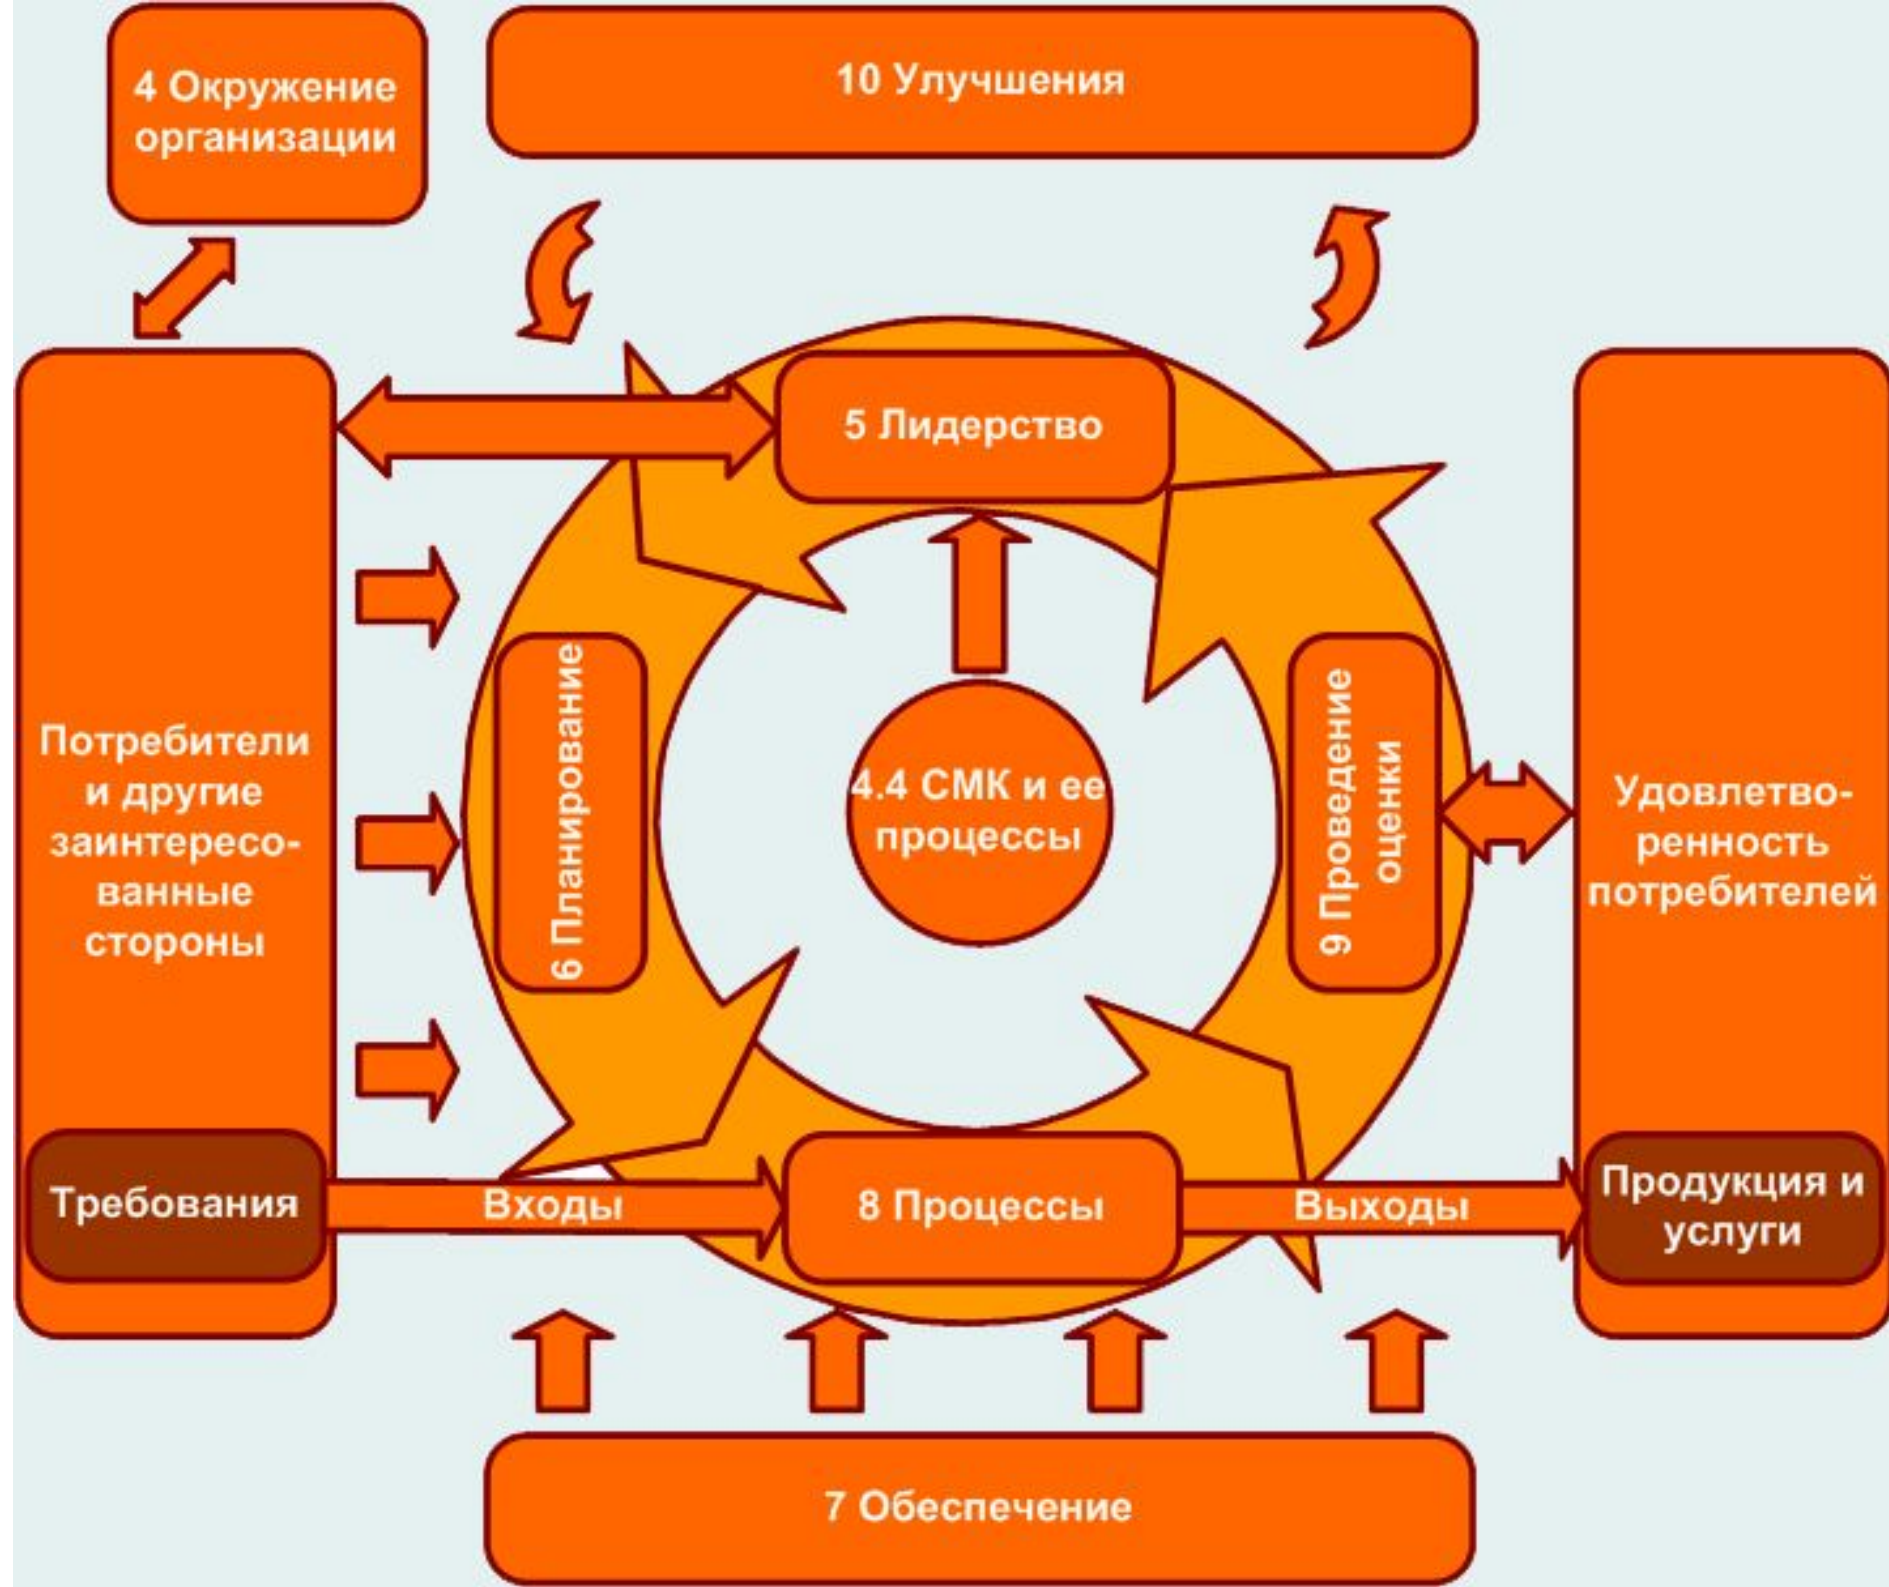 4 Окружение
организации
10 Улучшения
5 Лидерство
Потребители
и другие
заинтересо-
ванные
стороны
6 Планирование
4.4 СМК и ее
процессы
9 Проведение
оценки
Удовлетво-
ренность
потребителей
Требования
Входы
8 Процессы
Выходы
Продукция и
услуги
7 Обеспечение